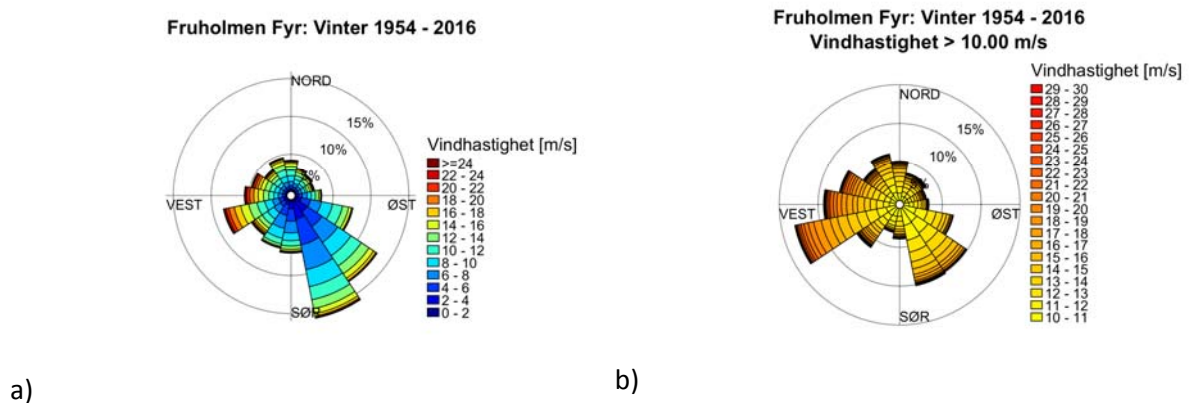 Fruholmen Fyr: Vinter 1954 - 2016
NORD
15%
10%
VEST
ØST
SØR
Vindhastighet [m/s]
>=24
22 - 24
20 - 22
18 - 20
16 - 18
14 - 16
12 - 14
10 - 12
8 - 10
6 - 8
4 - 6
2 - 4
0 - 2
a)
Fruholmen Fyr: Vinter 1954 - 2016
Vindhastighet > 10.00 m/s
NORD
15%
10%
VEST
ØST
SØR
Vindhastighet [m/s]
29 - 30
28 - 29
27 - 28
26 - 27
25 - 26
24 - 25
23 - 24
22 - 23
21 - 22
20 - 21
19 - 20
18 - 19
17 - 18
16 - 17
15 - 16
14 - 15
13 - 14
12 - 13
11 - 12
10 - 11
b)